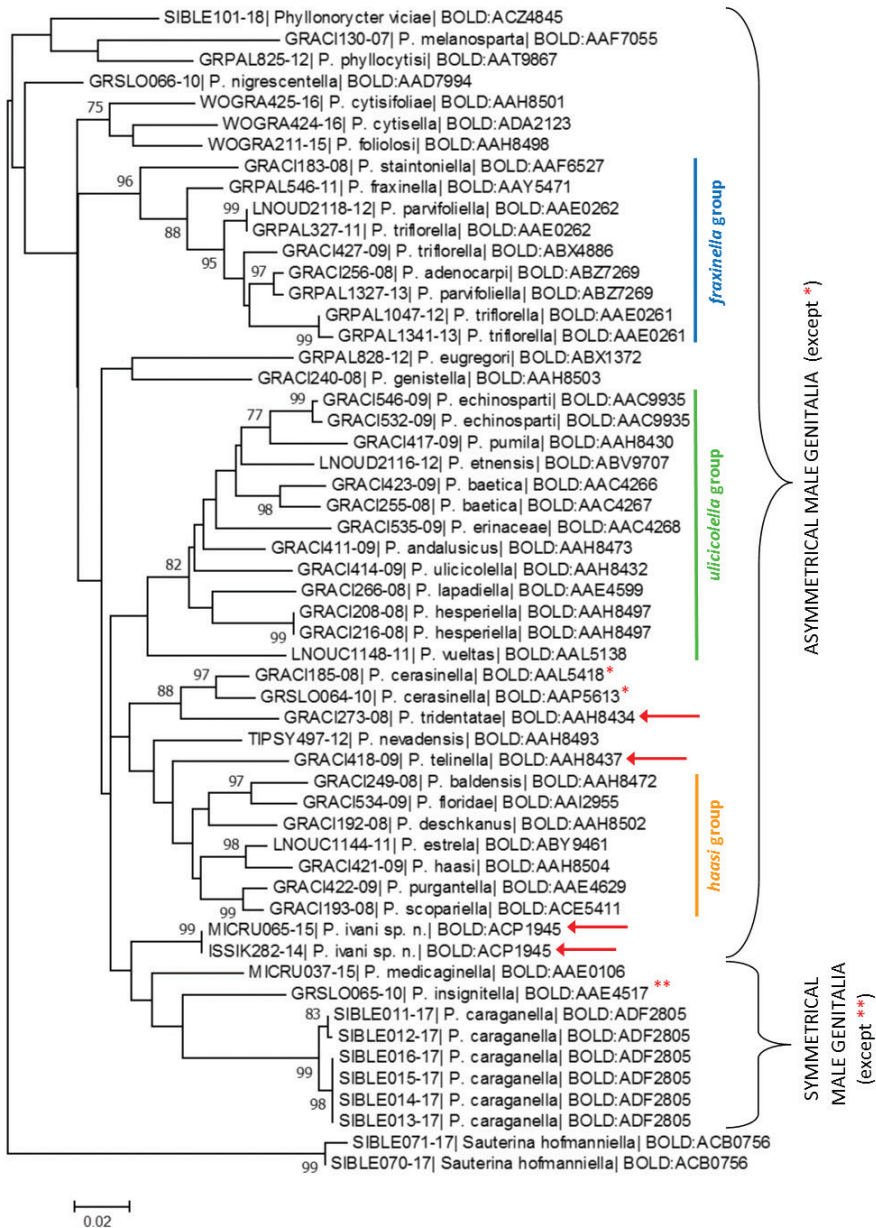 SIBLE101-18| Phyllonorycter viciae| BOLD:ACZ4845
GRACI130-07| P. melanosparta| BOLD:AAF7055
GRPAL825-12| P. phyllocytisi| BOLD:AAT9867
GRSLO066-10| P. nigrescentella| BOLD:AAD7994
75
WOGRA425-16| P. cytisifoliae| BOLD:AAH8501
WOGRA424-16| P. cytisella| BOLD:ADA2123
WOGRA211-15| P. foliolosi| BOLD:AAH8498
GRACI183-08| P. staintoniella| BOLD:AAF6527
96
GRPAL546-11| P. fraxinella| BOLD:AAY5471
99
LNOUD2118-12| P. parvifoliella| BOLD:AAE0262
88
GRPAL327-11| P. triflorella| BOLD:AAE0262
GRACI427-09| P. triflorella| BOLD:ABX4886
95
97
GRACI256-08| P. adenocarpi| BOLD:ABZ7269
GRPAL1327-13| P. parvifoliella| BOLD:ABZ7269
GRPAL1047-12| P. triflorella| BOLD:AAE0261
99
GRPAL1341-13| P. triflorella| BOLD:AAE0261
fraxinella group
GRPAL828-12| P. eugregori| BOLD:ABX1372
GRACI240-08| P. genistella| BOLD:AAH8503
99
GRACI546-09| P. echinosparti| BOLD:AAC9935
77
GRACI532-09| P. echinosparti| BOLD:AAC9935
GRACI417-09| P. pumila| BOLD:AAH8430
LNOUD2116-12| P. etnensis| BOLD:ABV9707
GRACI423-09| P. baetica| BOLD:AAC4266
98
GRACI255-08| P. baetica| BOLD:AAC4267
GRACI535-09| P. erinaceae| BOLD:AAC4268
GRACI411-09| P. andalusicus| BOLD:AAH8473
82
GRACI414-09| P. ulicicolella| BOLD:AAH8432
GRACI266-08| P. lapadiella| BOLD:AAE4599
GRACI208-08| P. hesperiella| BOLD:AAH8497
99
GRACI216-08| P. hesperiella| BOLD:AAH8497
LNOUC1148-11| P. vueltas| BOLD:AAL5138
ulicicolella group
97
GRACI185-08| P. cerasinella| BOLD:AAL5418*
88
GRSLO064-10| P. cerasinella| BOLD:AAP5613*
GRACI273-08| P. tridentatae| BOLD:AAH8434
TIPSY497-12| P. nevadensis| BOLD:AAH8493
GRACI418-09| P. telinella| BOLD:AAH8437
97
GRACI249-08| P. baldensis| BOLD:AAH8472
GRACI534-09| P. floridae| BOLD:AAI2955
GRACI192-08| P. deschkanus| BOLD:AAH8502
98
LNOUC1144-11| P. estrela| BOLD:ABY9461
GRACI421-09| P. haasi| BOLD:AAH8504
GRACI422-09| P. purgantella| BOLD:AAE4629
99
GRACI193-08| P. scopariella| BOLD:ACE5411
haasi group
99
MICRU065-15| P. ivani sp. n.| BOLD:ACP1945
ISSIK282-14| P. ivani sp. n.| BOLD:ACP1945
ASYMMETRICAL MALE GENITALIA (except *)
MICRU037-15| P. medicaginella| BOLD:AAE0106
GRSLO065-10| P. insignitella| BOLD:AAE4517 **
83
SIBLE011-17| P. caraganella| BOLD:ADF2805
SIBLE012-17| P. caraganella| BOLD:ADF2805
99
SIBLE016-17| P. caraganella| BOLD:ADF2805
SIBLE015-17| P. caraganella| BOLD:ADF2805
98
SIBLE014-17| P. caraganella| BOLD:ADF2805
SIBLE013-17| P. caraganella| BOLD:ADF2805
SYMMETRICAL
MALE GENITALIA
(except **)
SIBLE071-17| Sauterina hofmanniella| BOLD:ACB0756
99
SIBLE070-17| Sauterina hofmanniella| BOLD:ACB0756
0.02